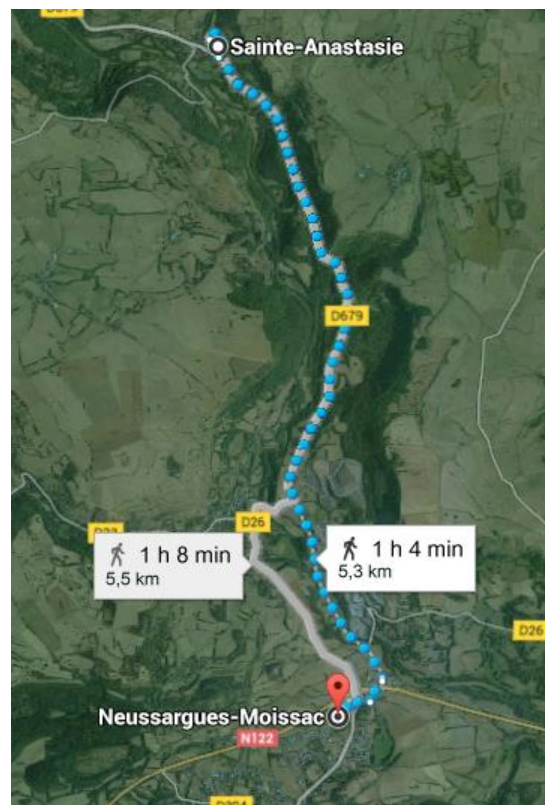 Sainte-Anastasie
D679
D26
1 h 8 min
5,5 km
1 h 4 min
5,3 km
D26
Neussargues-Moissac
N122